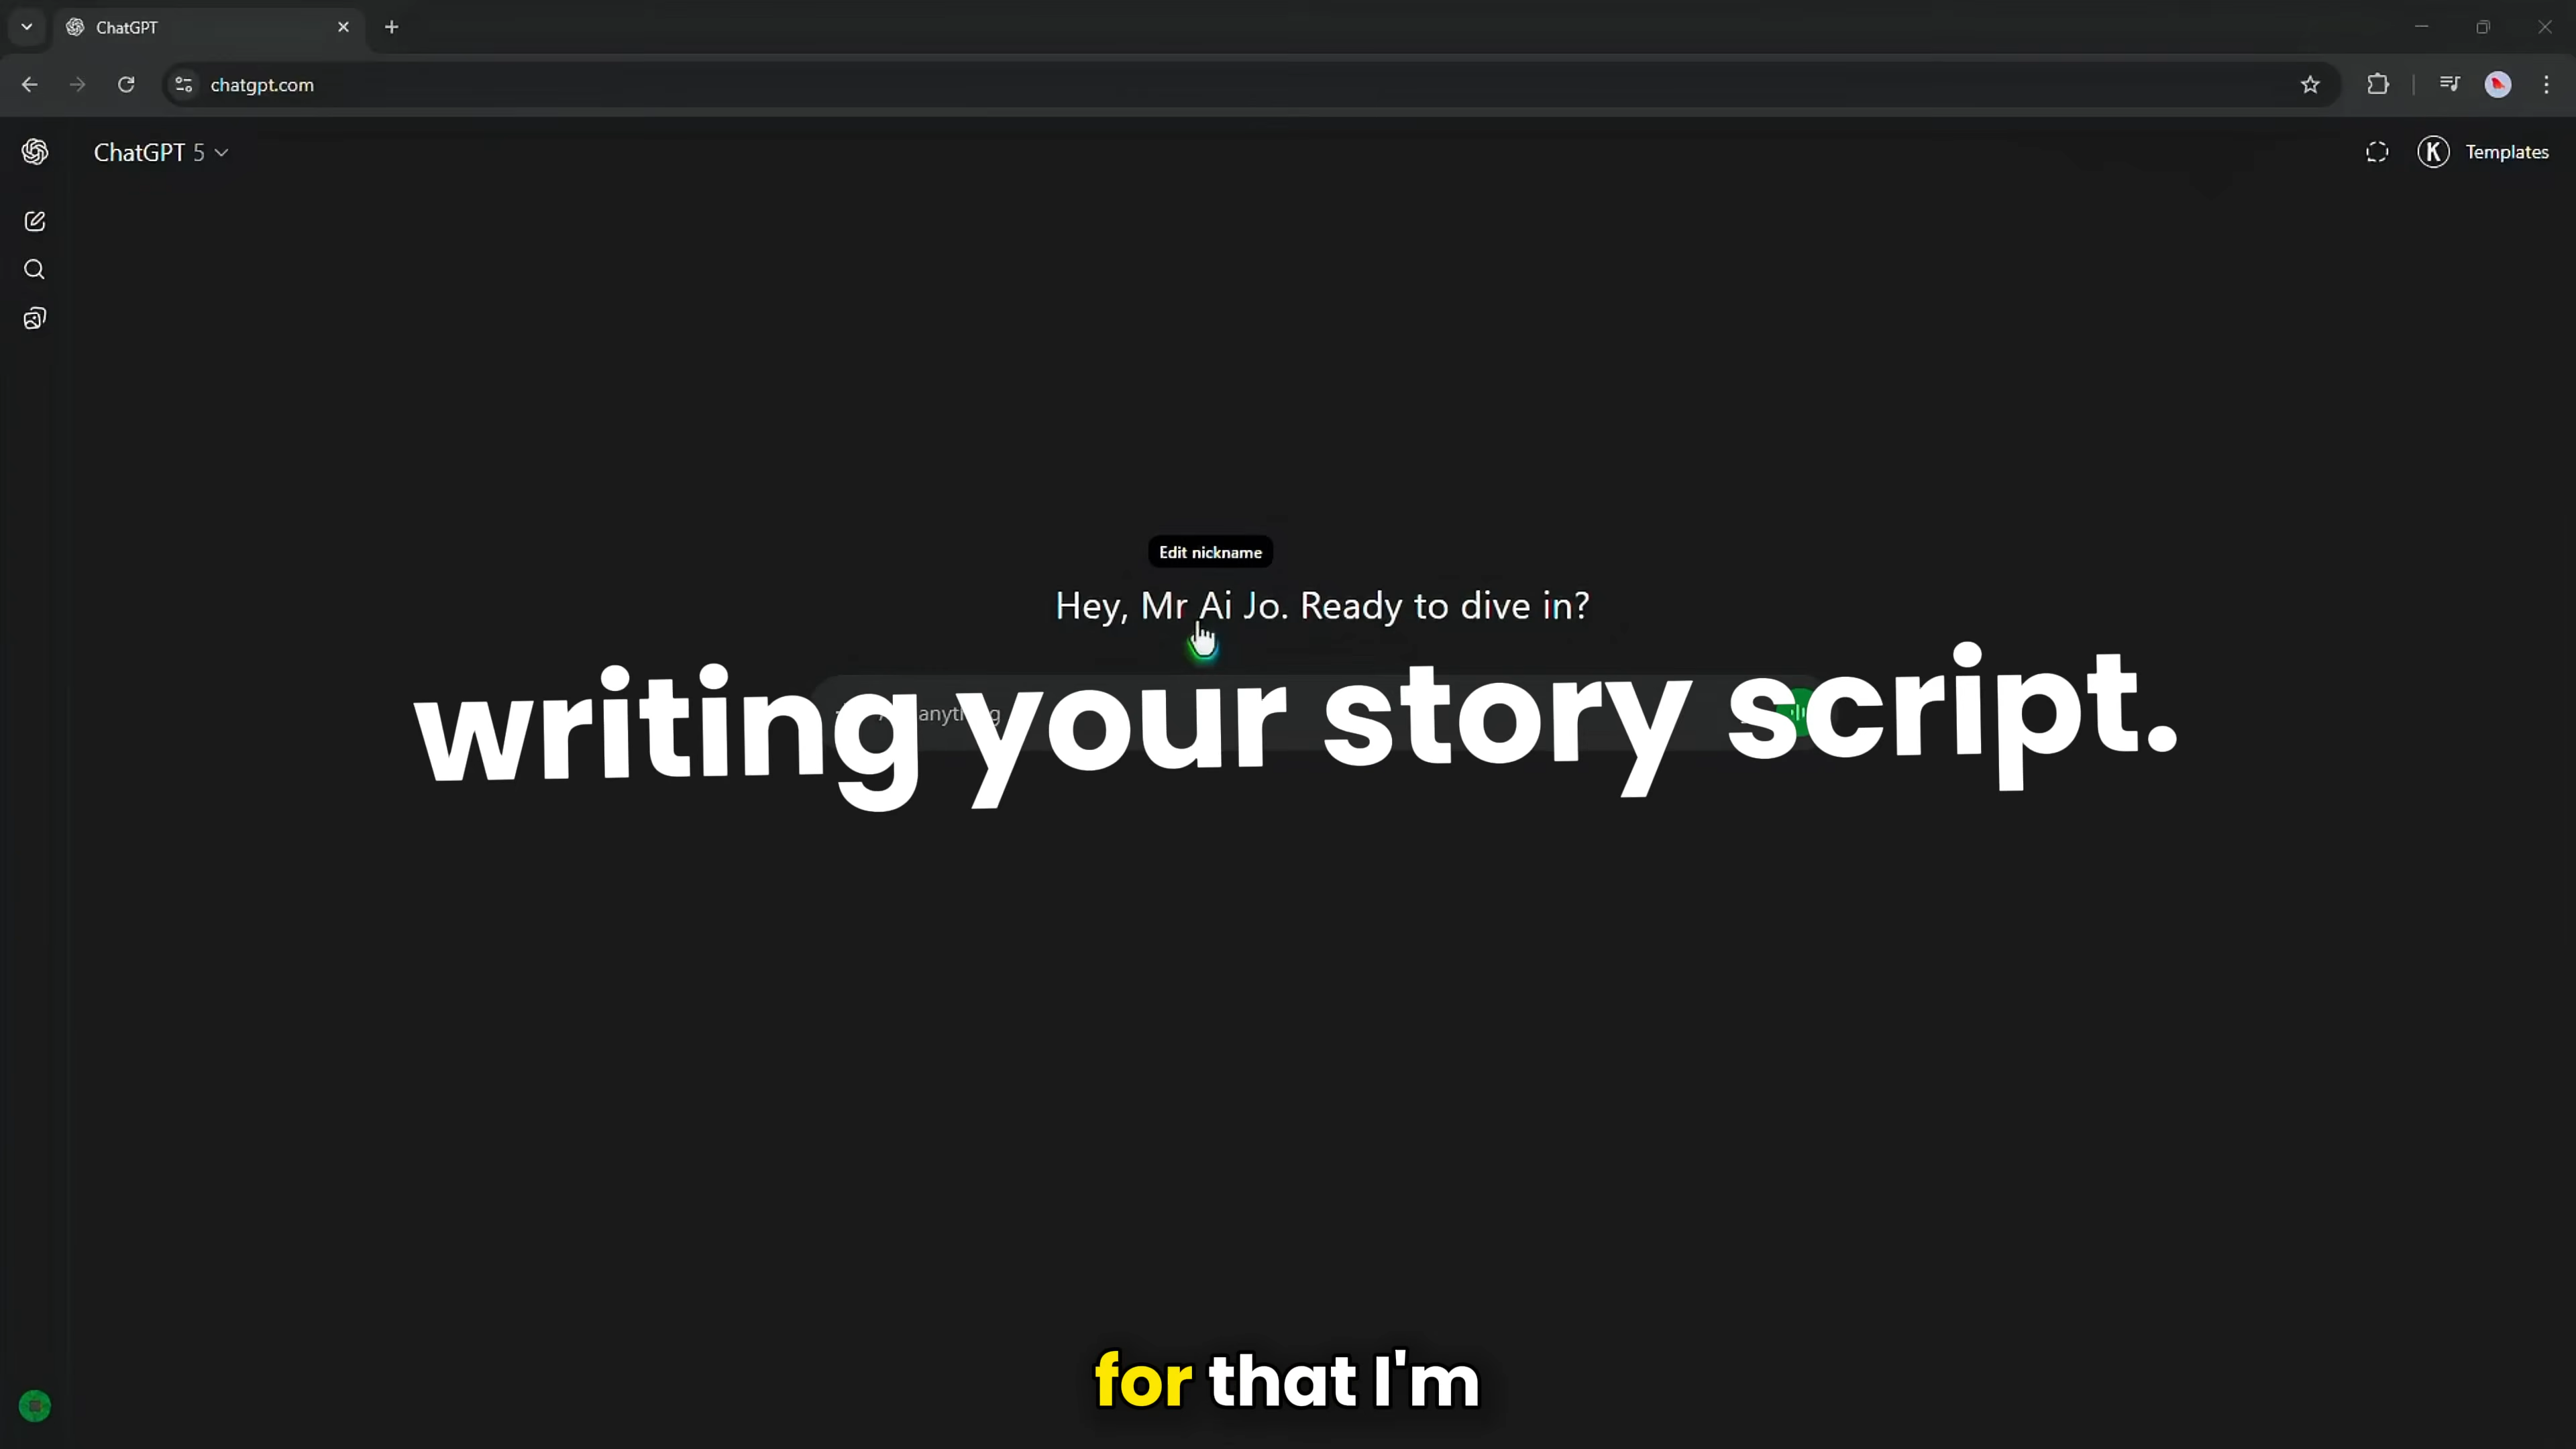 ChatGPT
chatgpt.com
ChatGPT 5
K Templates
Edit nickname
Hey, Mr Ai Jo. Ready to dive in?
writing your story script.
for that I'm